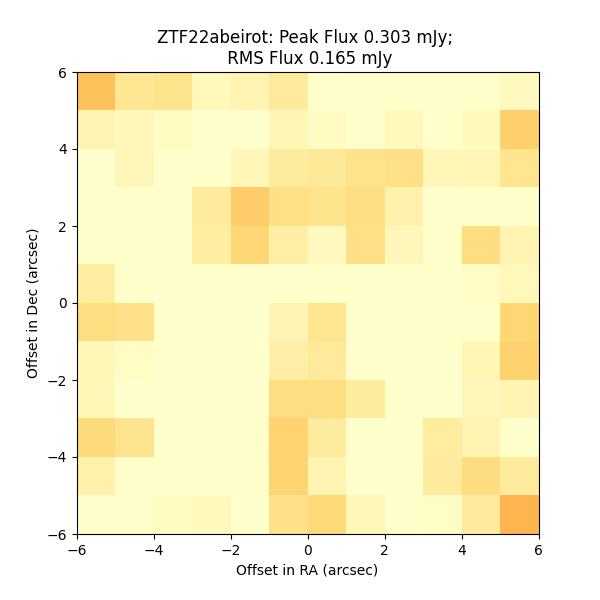 ZTF22abeirot: Peak Flux 0.303 mJy;
RMS Flux 0.165 mJy
6
4
2
0
−2
−4
−6
Offset in Dec (arcsec)
−6 −4 −2 0 2 4 6
Offset in RA (arcsec)